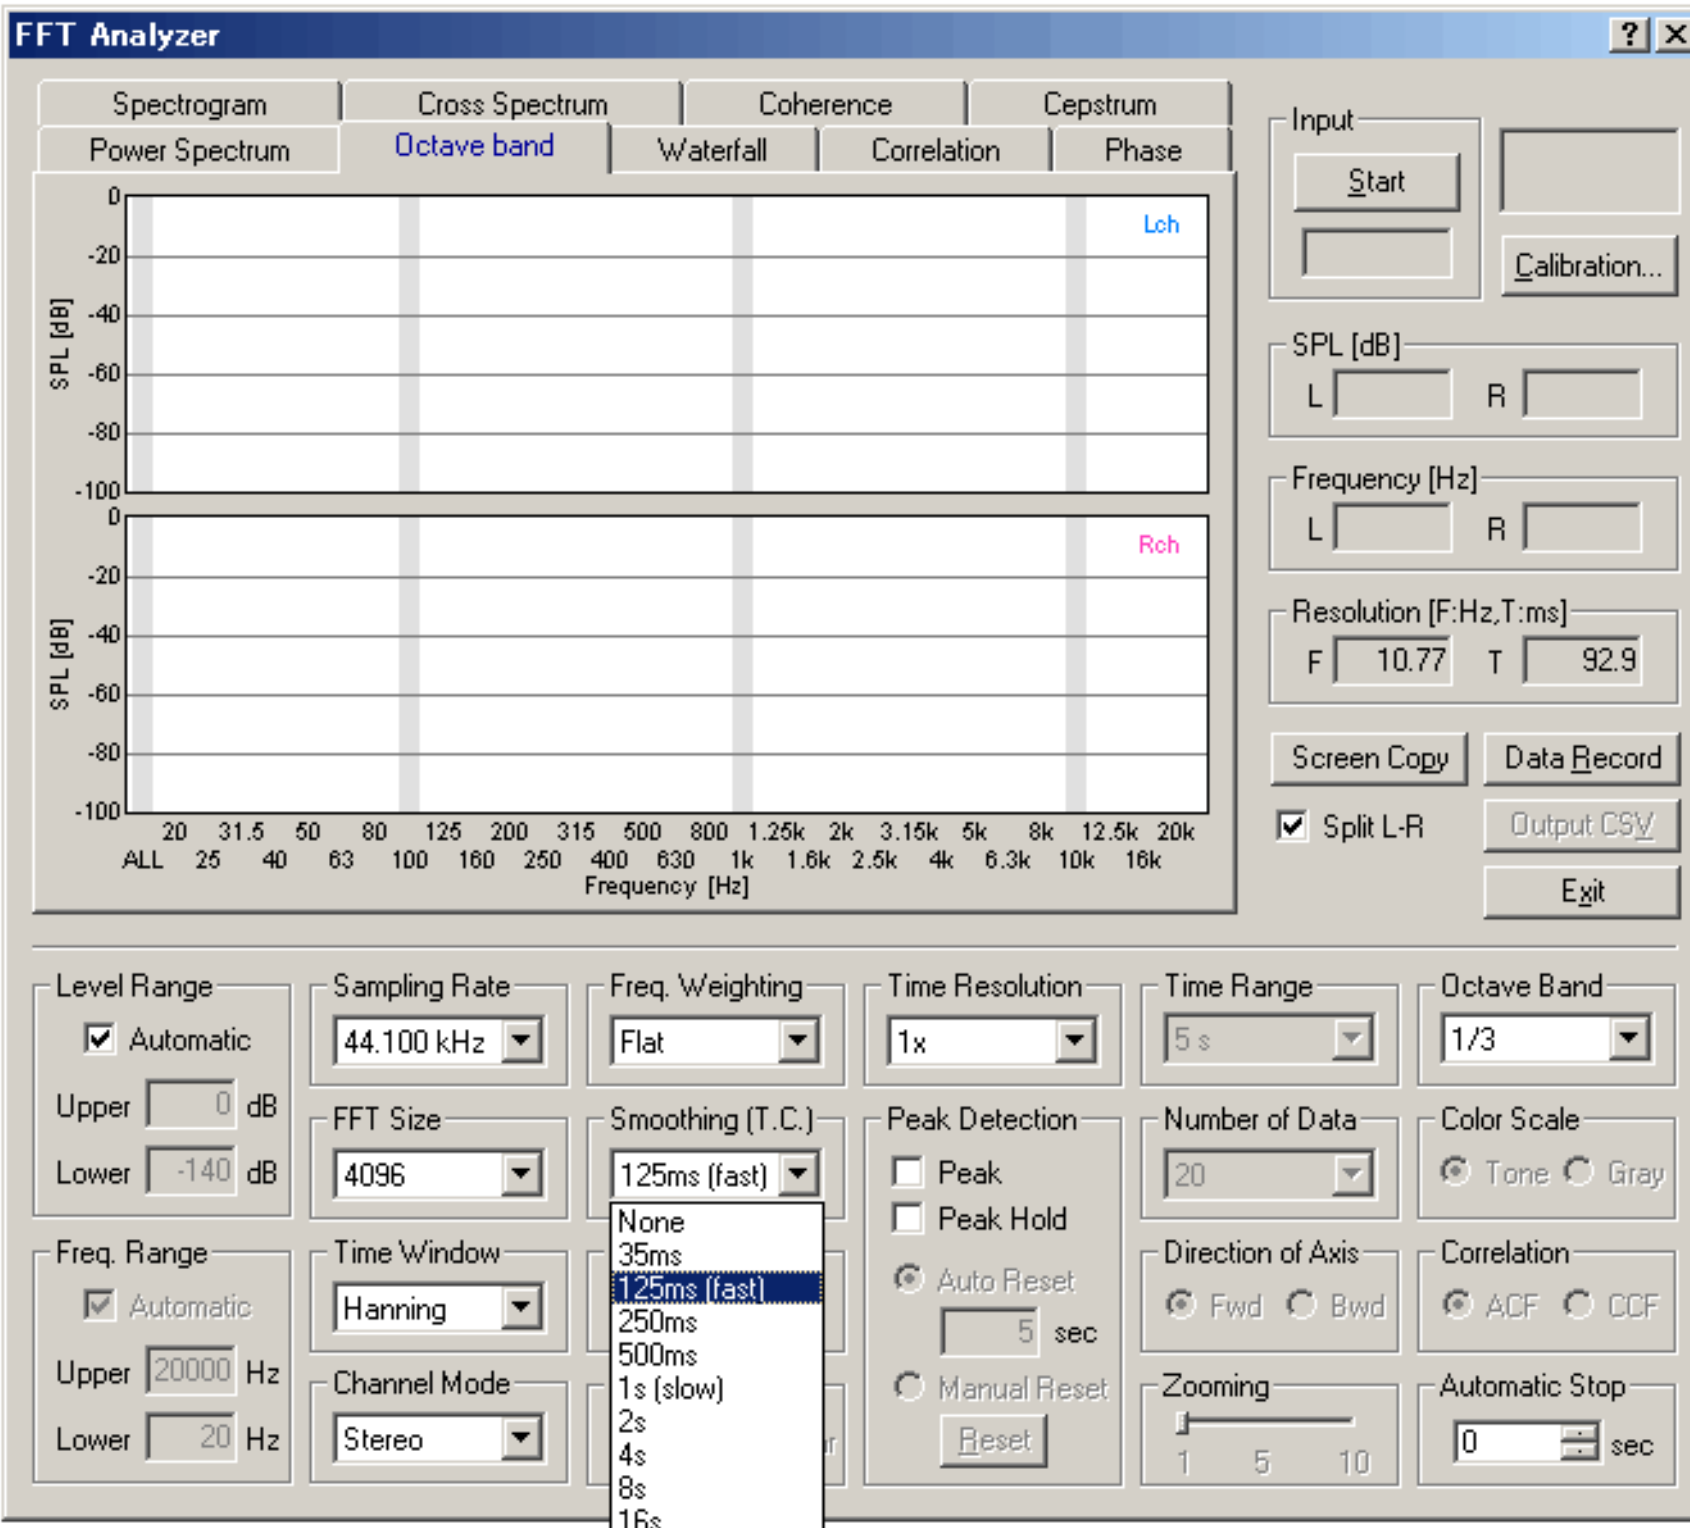 FFT Analyzer
Spectrogram Cross Spectrum Coherence Cepstrum
Power Spectrum Octave band Waterfall Correlation Phase
0
-20
-40
-60
-80
-100
SPL [dB]
Lch
0
-20
-40
-60
-80
-100
SPL [dB]
Rch
20 31.5 50 80 125 200 315 500 800 1.25k 2k 3.15k 5k 8k 12.5k 20k
ALL 25 40 63 100 160 250 400 630 1k 1.6k 2.5k 4k 6.3k 10k 16k
Frequency [Hz]
Input
Start
Calibration...
SPL [dB]
L R
Frequency [Hz]
L R
Resolution [F:Hz,T:ms]
F 10.77 T 92.9
Screen Copy Data Record
Split L-R Output CSV
Exit
Level Range
Automatic
Upper 0 dB
Lower -140 dB
Freq. Range
Automatic
Upper 20000 Hz
Lower 20 Hz
Sampling Rate
44.100 kHz
FFT Size
4096
Time Window
Hanning
Channel Mode
Stereo
Freq. Weighting
Flat
Smoothing (T.C.)
125ms (fast)
None
35ms
125ms (fast)
250ms
500ms
1s (slow)
2s
4s
8s
16s
Time Resolution
1x
Peak Detection
Peak
Peak Hold
Auto Reset
5 sec
Manual Reset
Reset
Time Range
5 s
Number of Data
20
Direction of Axis
Fwd Bwd
Zooming
1 5 10
Octave Band
1/3
Color Scale
Tone Gray
Correlation
ACF CCF
Automatic Stop
0 sec